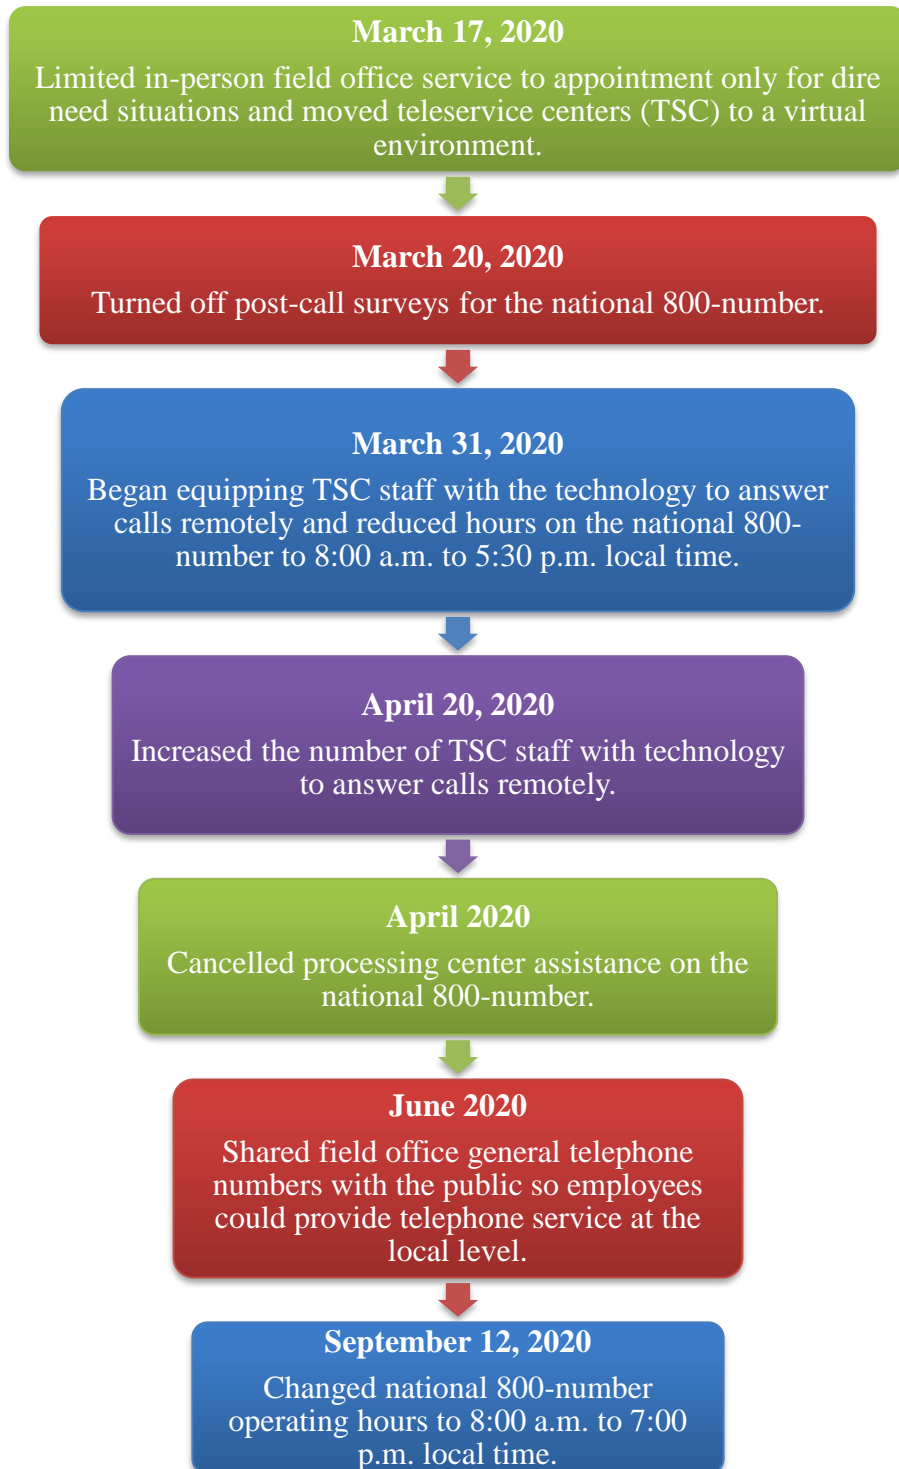 March 17, 2020
Limited in-person field office service to appointment only for dire
need situations and moved teleservice centers (TSC) to a virtual
environment.
March 20, 2020
Turned off post-call surveys for the national 800-number.
March 31, 2020
Began equipping TSC staff with the technology to answer
calls remotely and reduced hours on the national 800-
number to 8:00 a.m. to 5:30 p.m. local time.
April 20, 2020
Increased the number of TSC staff with technology
to answer calls remotely.
April 2020
Cancelled processing center assistance on the
national 800-number.
June 2020
Shared field office general telephone
numbers with the public so employees
could provide telephone service at the
local level.
September 12, 2020
Changed national 800-number
operating hours to 8:00 a.m. to 7:00
p.m. local time.